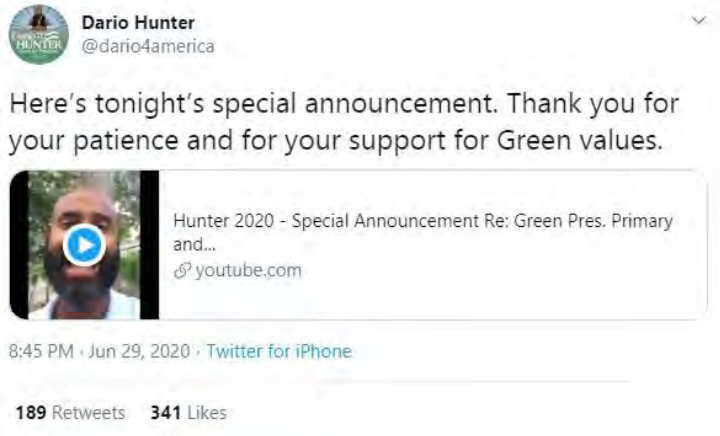 HUNTER
Dario Hunter
@dario4america
Here's tonight's special announcement. Thank you for
your patience and for your support for Green values.
Hunter 2020 - Special Announcement Re: Green Pres. Primary
and...
youtube.com
8:45 PM · Jun 29, 2020 · Twitter for iPhone
189 Retweets 341 Likes